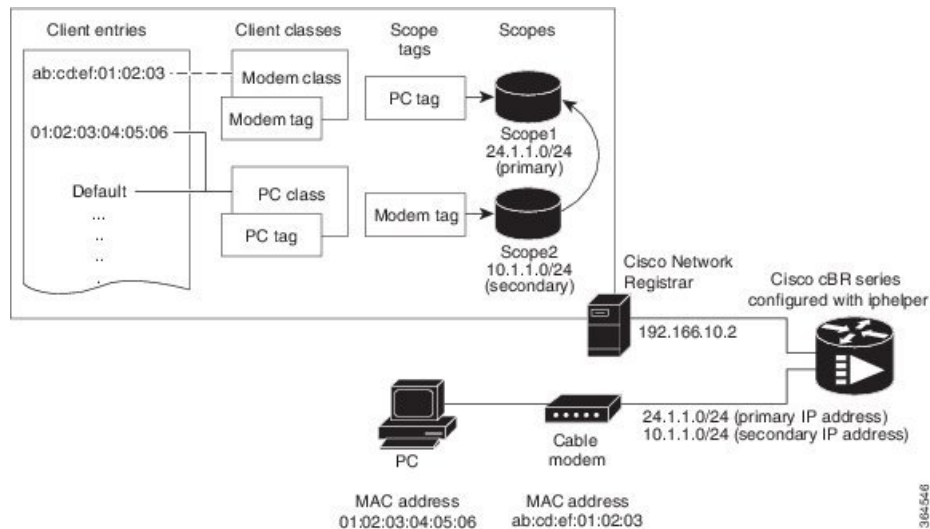 Client entries
Client classes
Scope
tags
Scopes
ab:cd:ef:01:02:03
Modem class
Modem tag
PC tag
Scope1
24.1.1.0/24
(primary)
01:02:03:04:05:06
Default
...
..
..
.
PC class
PC tag
Modem tag
Scope2
10.1.1.0/24
(secondary)
Cisco Network
Registrar
192.166.10.2
Cisco cBR series
configured with iphelper
24.1.1.0/24 (primary IP address)
10.1.1.0/24 (secondary IP address)
PC
Cable
modem
MAC address
01:02:03:04:05:06
MAC address
ab:cd:ef:01:02:03
364546